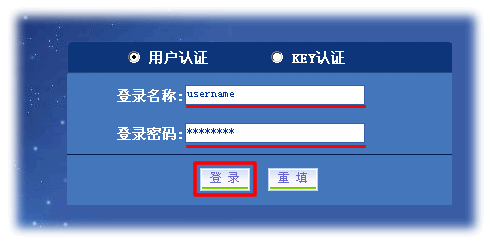 用户认证 KEY认证
登录名称: username
登录密码: ********
登 录 重 填